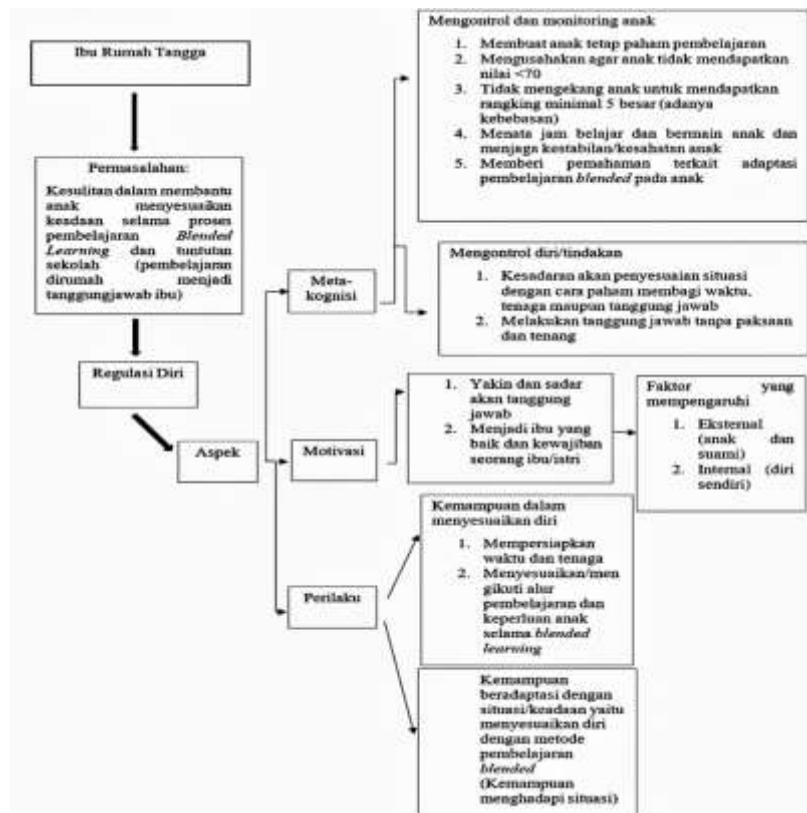 Ibu Rumah Tangga
Permasalahan:
Kesulitan dalam membantu
anak menyesuaikan
keadaan selama proses
pembelajaran Blended
Learning dan tuntutan
sekolah (pembelajaran
dirumah menjadi
tanggungjawab ibu)
Regulasi Diri
Aspek
Meta-
kognisi
Mengontrol dan monitoring anak
1. Membuat anak tetap paham pembelajaran
2. Mengusahakan agar anak tidak mendapatkan
nilai <70
3. Tidak mengekang anak untuk mendapatkan
rangking minimal 5 besar (adanya
kebebasan)
4. Menata jam belajar dan bermain anak dan
menjaga kestabilan/kesahatan anak
5. Memberi pemahaman terkait adaptasi
pembelajaran blended pada anak
Mengontrol diri/tindakan
1. Kesadaran akan penyesuaian situasi
dengan cara paham membagi waktu,
tenaga maupun tanggung jawab
2. Melakukan tanggung jawab tanpa paksaan
dan tenang
Motivasi
1. Yakin dan sadar
akan tanggung
jawab
2. Menjadi ibu yang
baik dan kewajiban
seorang ibu/istri
Faktor yang
mempengaruhi
1. Eksternal
(anak dan
suami)
2. Internal (diri
sendiri)
Perilaku
Kemampuan dalam
menyesuaikan diri
1. Mempersiapkan
waktu dan tenaga
2. Menyesuaikan/men
gikuti alur
pembelajaran dan
keperluan anak
selama blended
learning
Kemampuan
beradaptasi dengan
situasi/keadaan yaitu
menyesuaikan diri
dengan metode
pembelajaran
blended
(Kemampuan
menghadapi situasi)